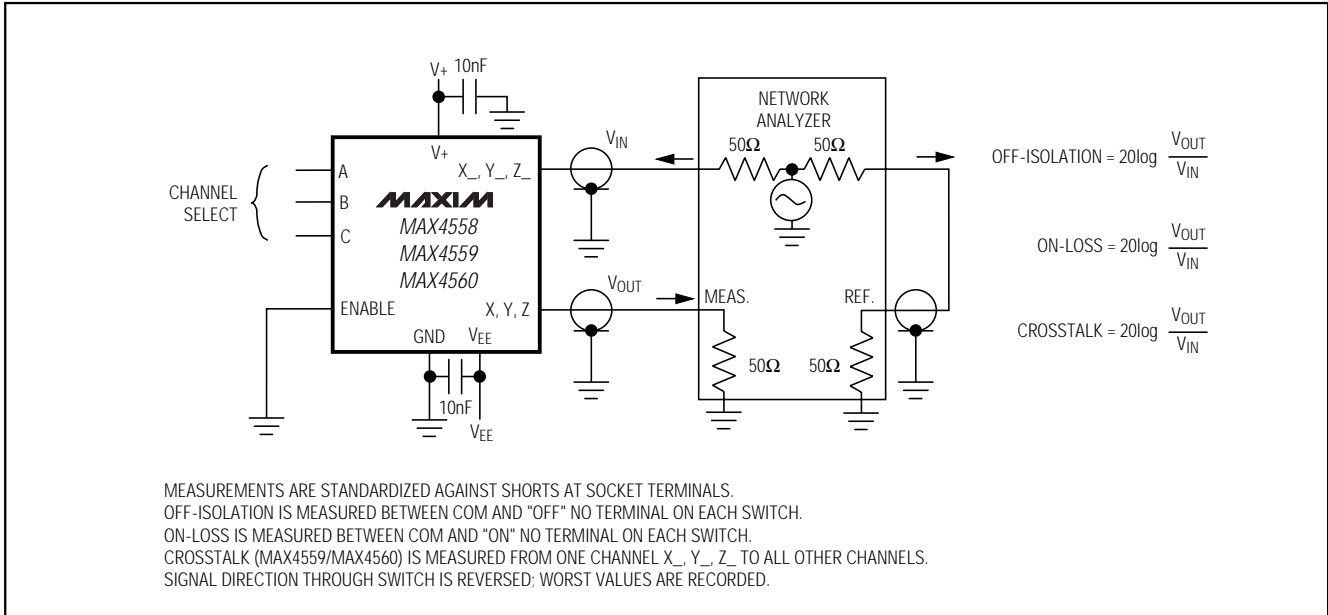 V+ 10nF
V+
A
B
C
CHANNEL
SELECT
X_, Y_, Z_
MAXIM
MAX4558
MAX4559
MAX4560
ENABLE
X, Y, Z
GND VEE
10nF
VEE
VIN
VOUT
NETWORK
ANALYZER
50Ω 50Ω
MEAS. REF.
50Ω 50Ω
OFF-ISOLATION = 20log VOUT/VIN
ON-LOSS = 20log VOUT/VIN
CROSSTALK = 20log VOUT/VIN
MEASUREMENTS ARE STANDARDIZED AGAINST SHORTS AT SOCKET TERMINALS.
OFF-ISOLATION IS MEASURED BETWEEN COM AND "OFF" NO TERMINAL ON EACH SWITCH.
ON-LOSS IS MEASURED BETWEEN COM AND "ON" NO TERMINAL ON EACH SWITCH.
CROSSTALK (MAX4559/MAX4560) IS MEASURED FROM ONE CHANNEL X_, Y_, Z_ TO ALL OTHER CHANNELS.
SIGNAL DIRECTION THROUGH SWITCH IS REVERSED; WORST VALUES ARE RECORDED.